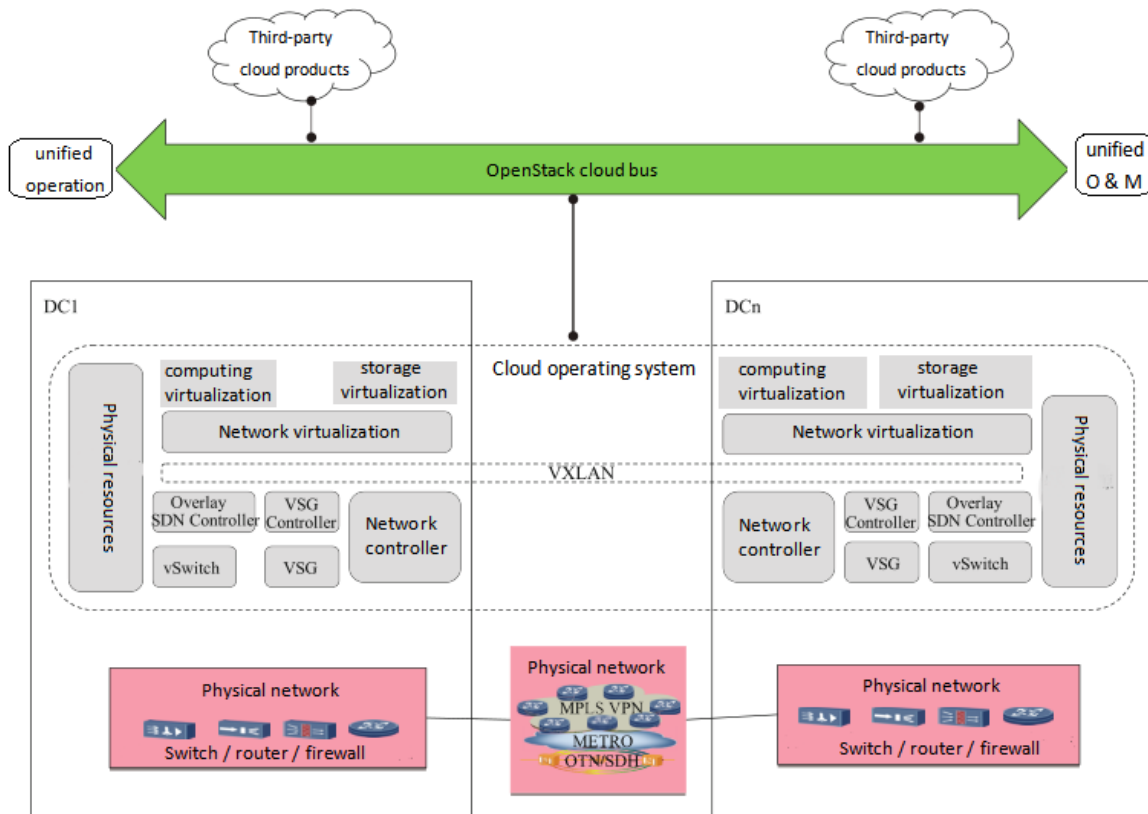 Third-party
cloud products
Third-party
cloud products
unified
operation
OpenStack cloud bus
unified
O & M
DC1
DCn
Cloud operating system
Physical resources
computing
virtualization
storage
virtualization
Network virtualization
computing
virtualization
storage
virtualization
Network virtualization
Physical resources
VXLAN
Overlay
SDN Controller
VSG
Controller
Network
controller
vSwitch
VSG
Network
controller
VSG
Controller
Overlay
SDN Controller
VSG
vSwitch
Physical network
Switch / router / firewall
Physical network
MPLS VPN
METRO
OTN/SDH
Physical network
Switch / router / firewall